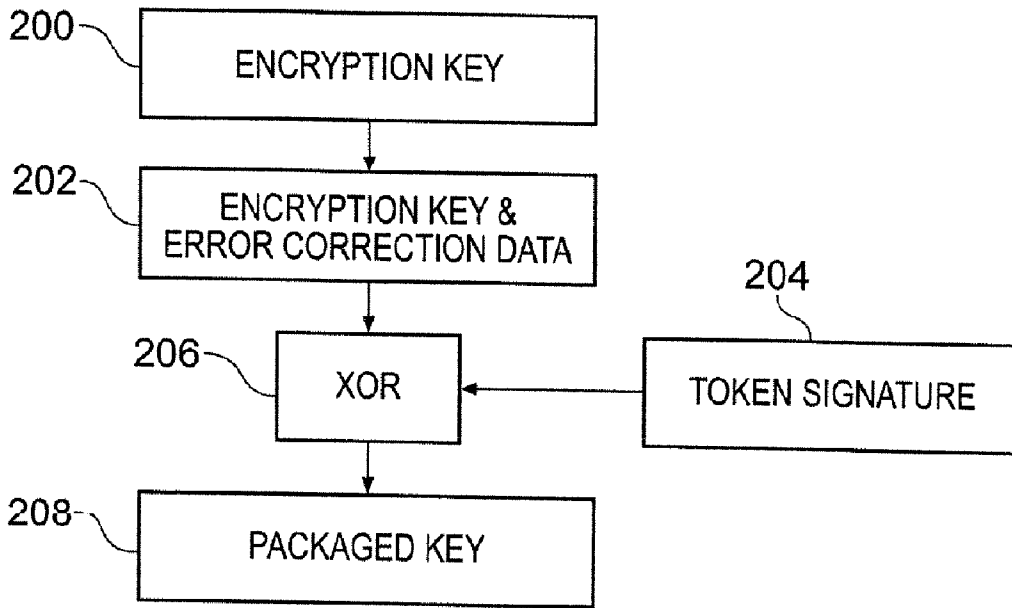 200
ENCRYPTION KEY
202
ENCRYPTION KEY &
ERROR CORRECTION DATA
204
206
XOR
TOKEN SIGNATURE
208
PACKAGED KEY